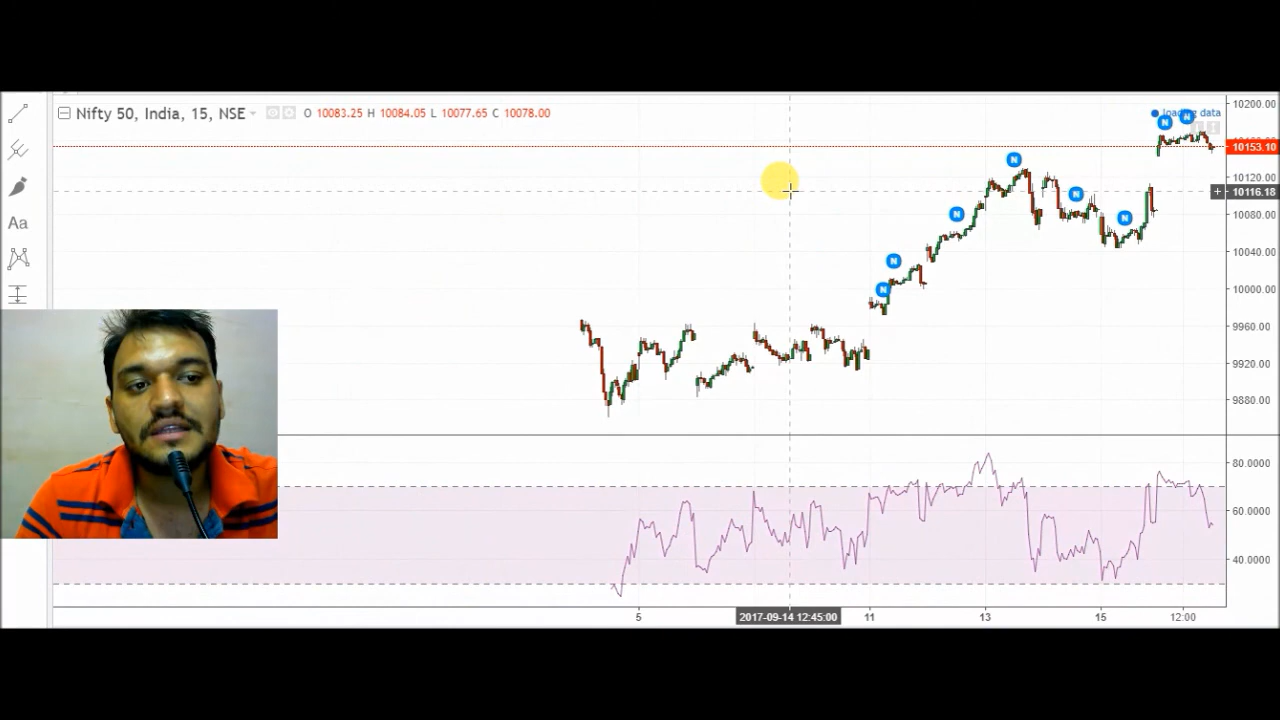 Nifty 50, India, 15, NSE O 10083.25 H 10084.05 L 10077.65 C 10078.00
loading data
10200.00
10153.10
10120.00
10116.18
10080.00
10040.00
10000.00
9960.00
9920.00
9880.00
80.0000
60.0000
40.0000
5 2017-09-14 12:45:00 11 13 15 12:00
Aa
N
N
N
N
N
N
N
N
N